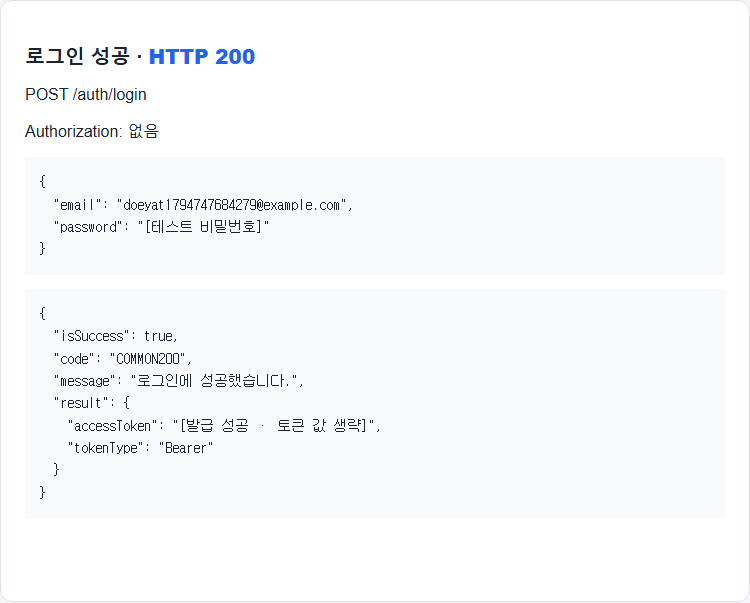 로그인 성공 · HTTP 200
POST /auth/login
Authorization: 없음
{
  "email": "doeyat1794747684279@example.com",
  "password": "[테스트 비밀번호]"
}
{
  "isSuccess": true,
  "code": "COMMON200",
  "message": "로그인에 성공했습니다.",
  "result": {
    "accessToken": "[발급 성공 · 토큰 값 생략]",
    "tokenType": "Bearer"
  }
}